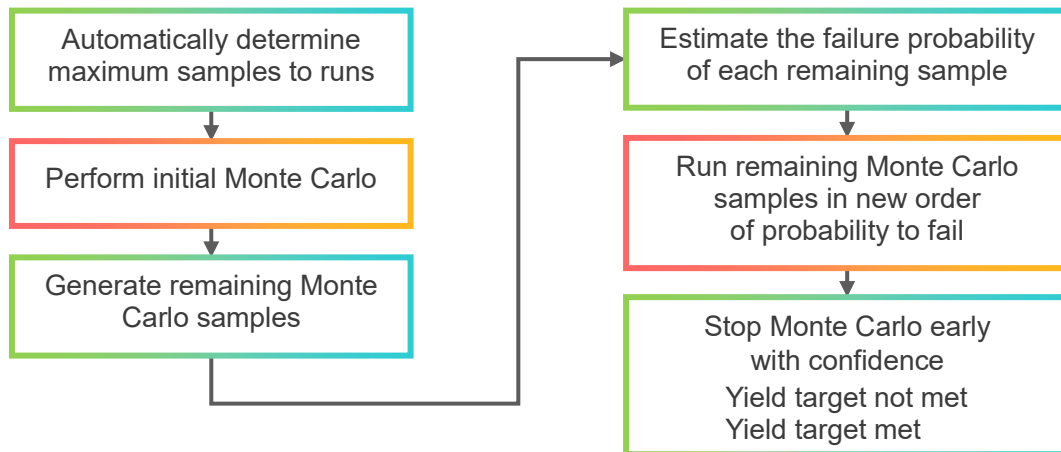 Automatically determine
maximum samples to runs
Perform initial Monte Carlo
Generate remaining Monte
Carlo samples
Estimate the failure probability
of each remaining sample
Run remaining Monte Carlo
samples in new order
of probability to fail
Stop Monte Carlo early
with confidence
Yield target not met
Yield target met